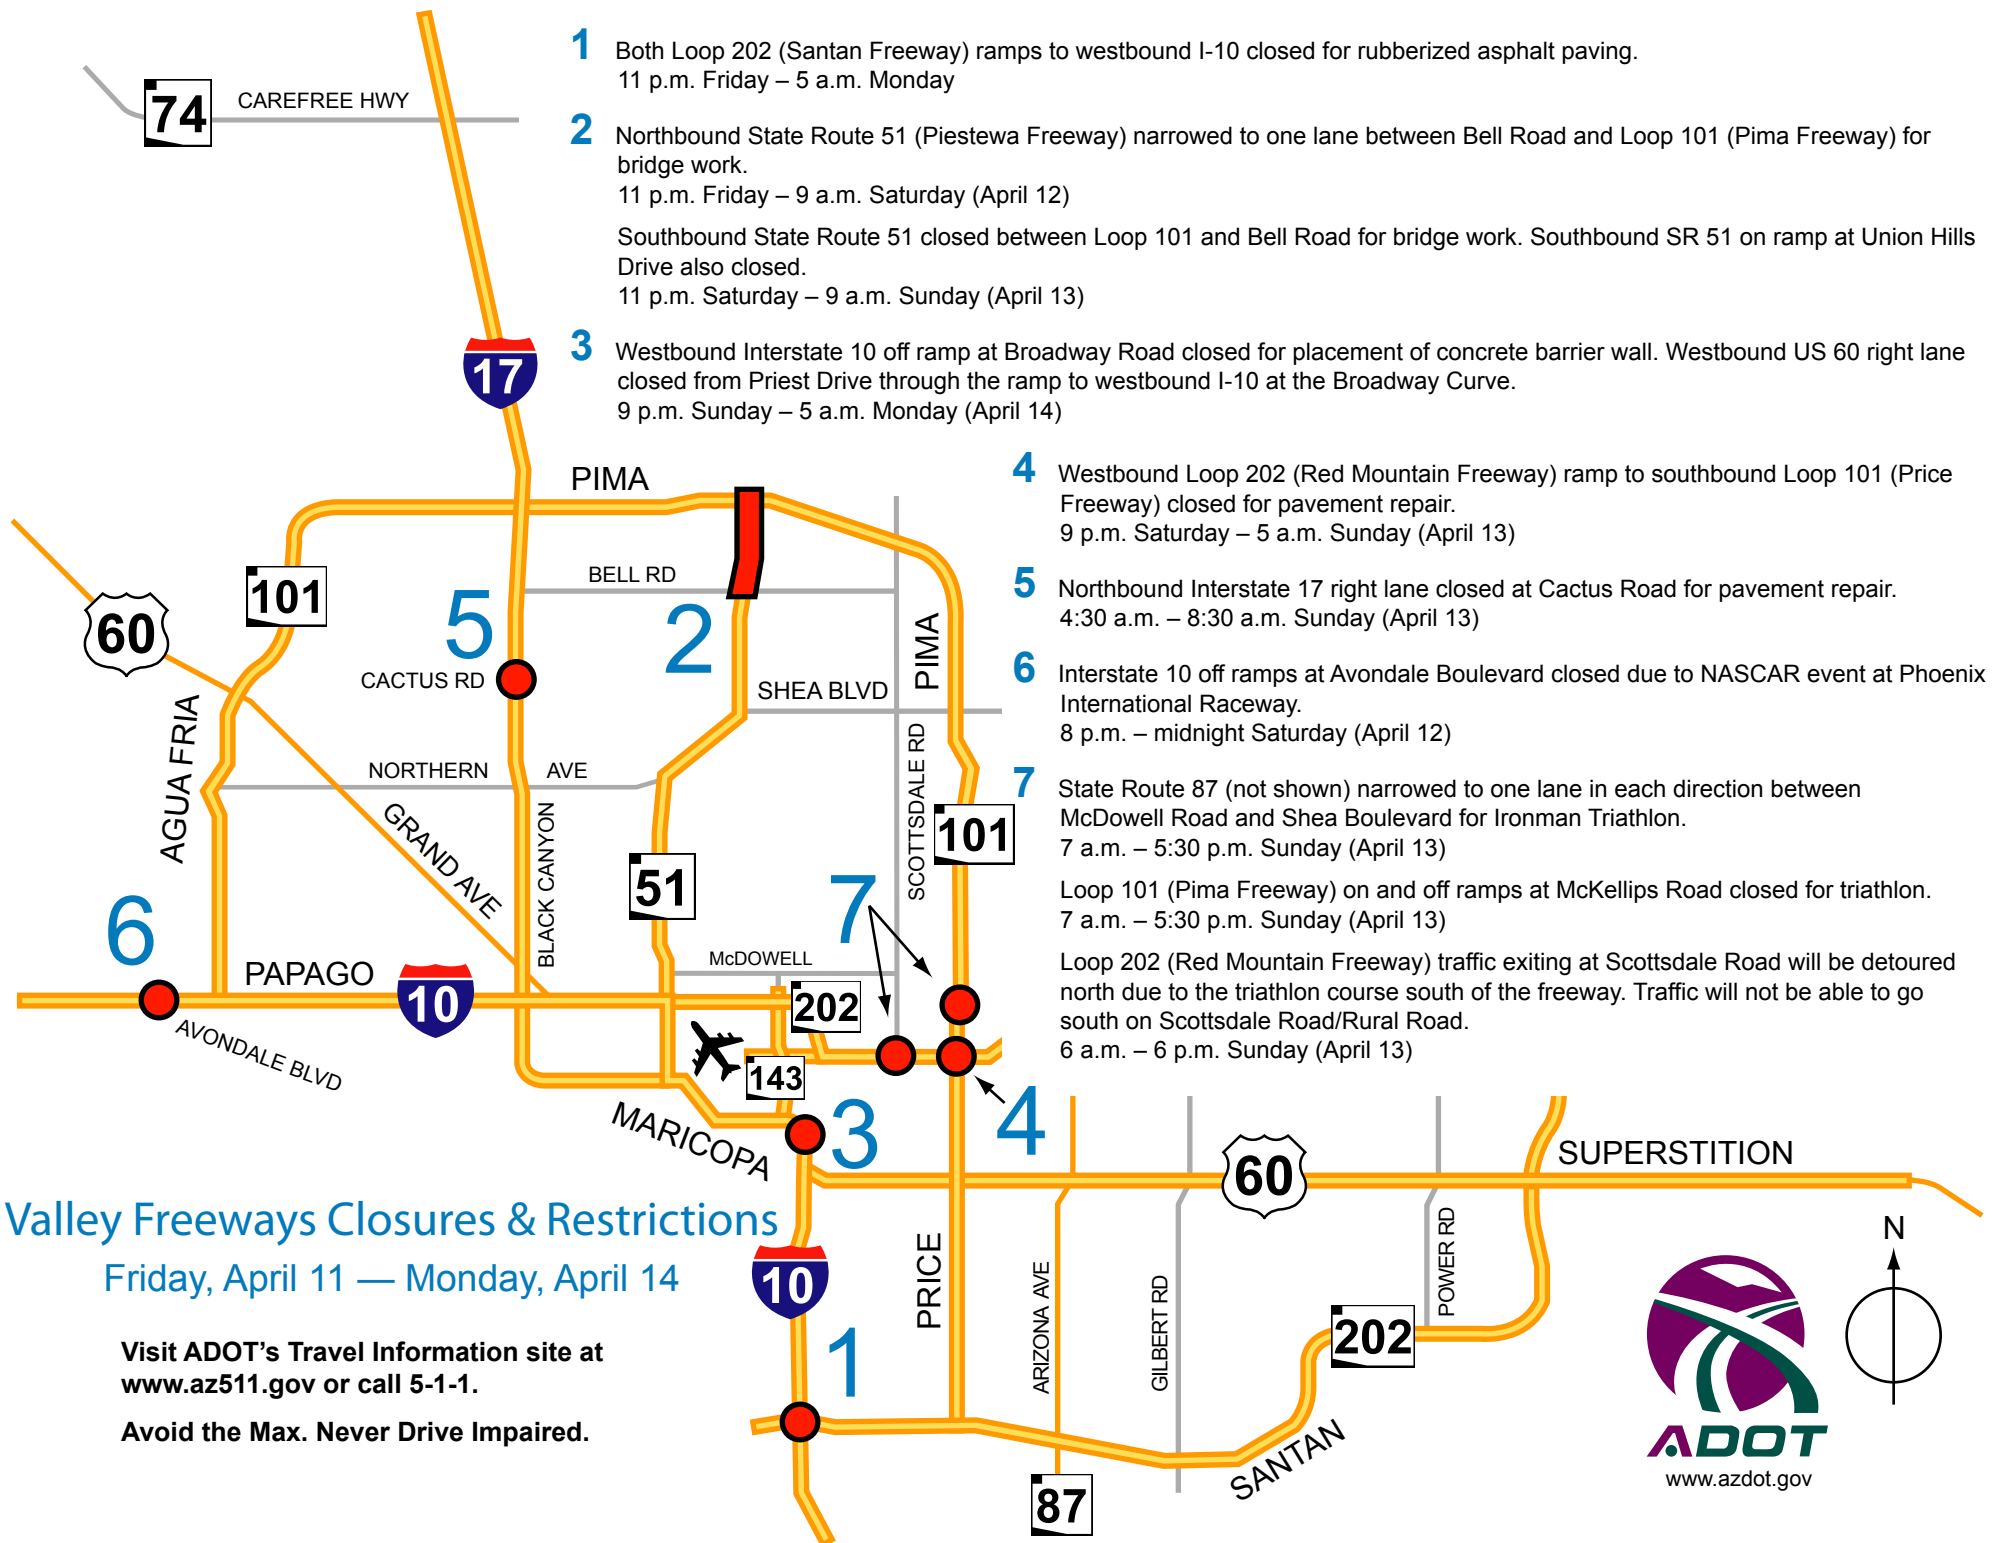 1 Both Loop 202 (Santan Freeway) ramps to westbound I-10 closed for rubberized asphalt paving.
11 p.m. Friday – 5 a.m. Monday
2 Northbound State Route 51 (Piestewa Freeway) narrowed to one lane between Bell Road and Loop 101 (Pima Freeway) for
bridge work.
11 p.m. Friday – 9 a.m. Saturday (April 12)
Southbound State Route 51 closed between Loop 101 and Bell Road for bridge work. Southbound SR 51 on ramp at Union Hills
Drive also closed.
11 p.m. Saturday – 9 a.m. Sunday (April 13)
3 Westbound Interstate 10 off ramp at Broadway Road closed for placement of concrete barrier wall. Westbound US 60 right lane
closed from Priest Drive through the ramp to westbound I-10 at the Broadway Curve.
9 p.m. Sunday – 5 a.m. Monday (April 14)
4 Westbound Loop 202 (Red Mountain Freeway) ramp to southbound Loop 101 (Price
Freeway) closed for pavement repair.
9 p.m. Saturday – 5 a.m. Sunday (April 13)
5 Northbound Interstate 17 right lane closed at Cactus Road for pavement repair.
4:30 a.m. – 8:30 a.m. Sunday (April 13)
6 Interstate 10 off ramps at Avondale Boulevard closed due to NASCAR event at Phoenix
International Raceway.
8 p.m. – midnight Saturday (April 12)
7 State Route 87 (not shown) narrowed to one lane in each direction between
McDowell Road and Shea Boulevard for Ironman Triathlon.
7 a.m. – 5:30 p.m. Sunday (April 13)
Loop 101 (Pima Freeway) on and off ramps at McKellips Road closed for triathlon.
7 a.m. – 5:30 p.m. Sunday (April 13)
Loop 202 (Red Mountain Freeway) traffic exiting at Scottsdale Road will be detoured
north due to the triathlon course south of the freeway. Traffic will not be able to go
south on Scottsdale Road/Rural Road.
6 a.m. – 6 p.m. Sunday (April 13)
74
CAREFREE HWY
17
PIMA
101
BELL RD
60
5
2
PIMA
CACTUS RD
SHEA BLVD
AGUA FRIA
SCOTTSDALE RD
NORTHERN AVE
GRAND AVE
BLACK CANYON
101
51
7
6
McDOWELL
PAPAGO
10
202
AVONDALE BLVD
143
MARICOPA
3
4
60
SUPERSTITION
PRICE
10
1
ARIZONA AVE
GILBERT RD
POWER RD
202
SANTAN
87
N
Valley Freeways Closures & Restrictions
Friday, April 11 — Monday, April 14
Visit ADOT’s Travel Information site at
www.az511.gov or call 5-1-1.
Avoid the Max. Never Drive Impaired.
ADOT
www.azdot.gov